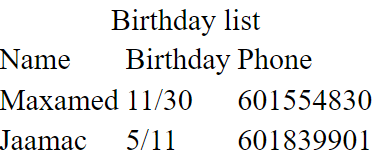 Birthday list
Name Birthday Phone
Maxamed 11/30 601554830
Jaamac 5/11 601839901